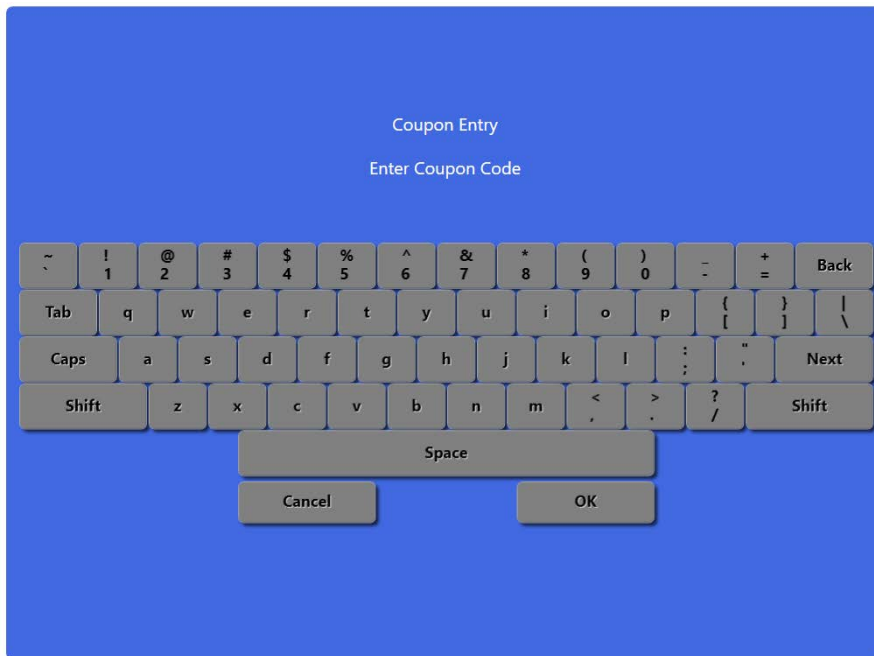 Coupon Entry
Enter Coupon Code
~ ! @ # $ % ^ & * ( ) _ +
` 1 2 3 4 5 6 7 8 9 0 - = Back
Tab q w e r t y u i o p { [ } ] | \
Caps a s d f g h j k l : ; " ' Next
Shift z x c v b n m < , > . ? / Shift
Space
Cancel OK